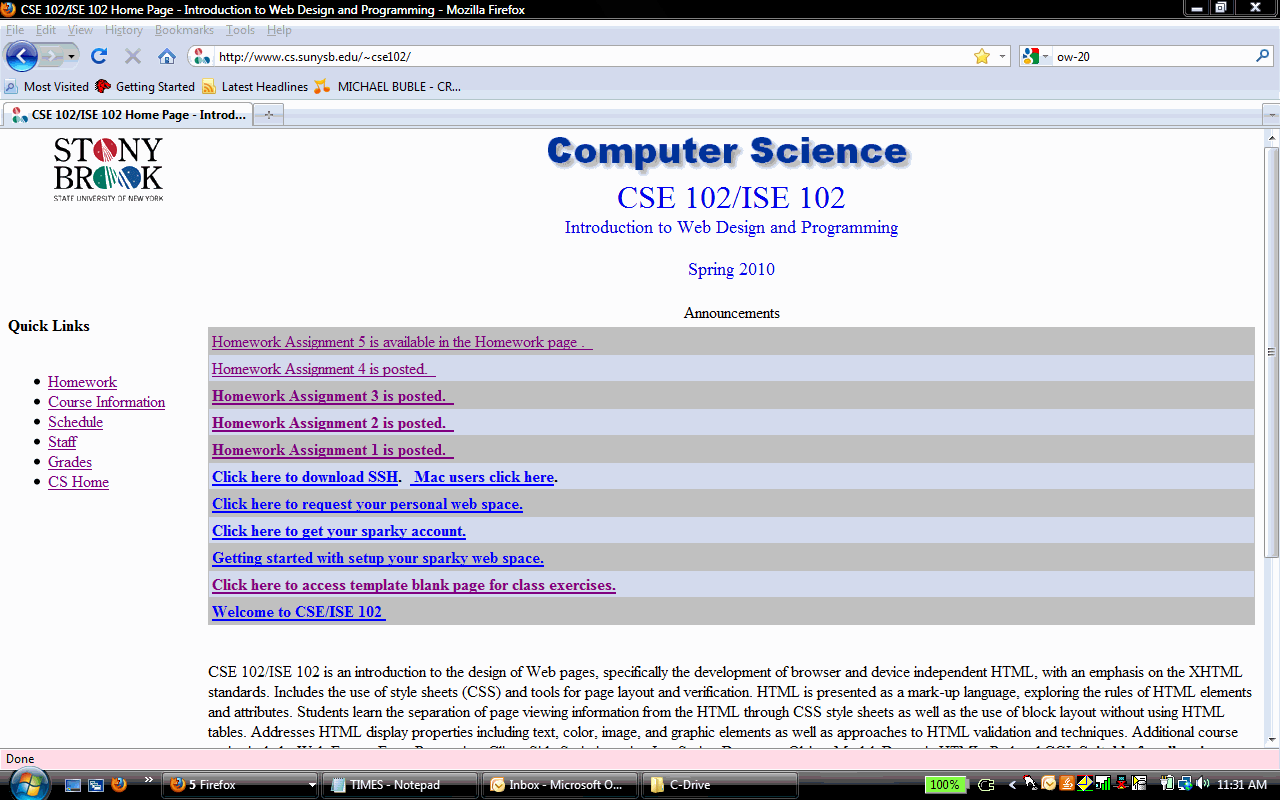 CSE 102/ISE 102 Home Page - Introduction to Web Design and Programming - Mozilla Firefox
File Edit View History Bookmarks Tools Help
http://www.cs.sunysb.edu/~cse102/
ow-20
Most Visited Getting Started Latest Headlines MICHAEL BUBLE - CR...
CSE 102/ISE 102 Home Page - Introd...
STONY BROOK
STATE UNIVERSITY OF NEW YORK
Computer Science
CSE 102/ISE 102
Introduction to Web Design and Programming
Spring 2010
Announcements
Quick Links
Homework
Course Information
Schedule
Staff
Grades
CS Home
Homework Assignment 5 is available in the Homework page .
Homework Assignment 4 is posted.
Homework Assignment 3 is posted.
Homework Assignment 2 is posted.
Homework Assignment 1 is posted.
Click here to download SSH. Mac users click here.
Click here to request your personal web space.
Click here to get your sparky account.
Getting started with setup your sparky web space.
Click here to access template blank page for class exercises.
Welcome to CSE/ISE 102
CSE 102/ISE 102 is an introduction to the design of Web pages, specifically the development of browser and device independent HTML, with an emphasis on the XHTML
standards. Includes the use of style sheets (CSS) and tools for page layout and verification. HTML is presented as a mark-up language, exploring the rules of HTML elements
and attributes. Students learn the separation of page viewing information from the HTML through CSS style sheets as well as the use of block layout without using HTML
tables. Addresses HTML display properties including text, color, image, and graphic elements as well as approaches to HTML validation and techniques. Additional course
Done
5 Firefox TIMES - Notepad Inbox - Microsoft O... C-Drive 100% 11:31 AM